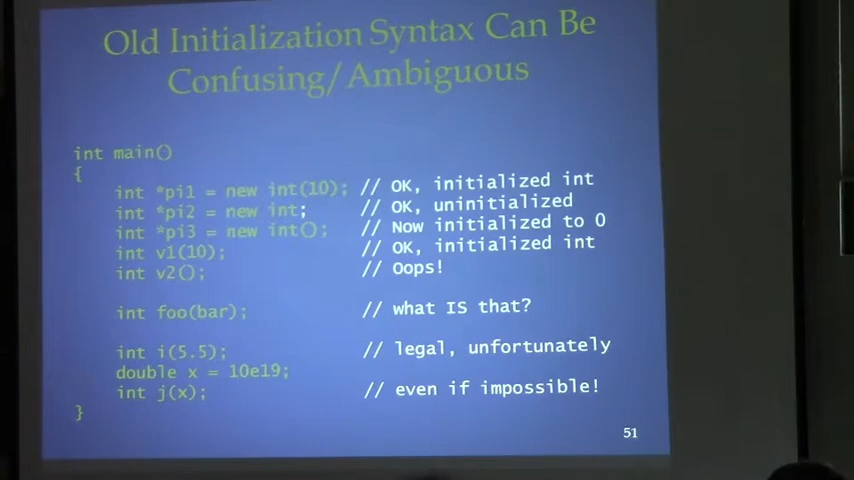 Old Initialization Syntax Can Be
Confusing/Ambiguous
int main()
{
int *pi1 = new int(10); // OK, initialized int
int *pi2 = new int; // OK, uninitialized
int *pi3 = new int(); // Now initialized to 0
int v1(10); // OK, initialized int
int v2(); // Oops!
int foo(bar); // what IS that?
int i(5.5); // legal, unfortunately
double x = 10e19;
int j(x); // even if impossible!
}
51